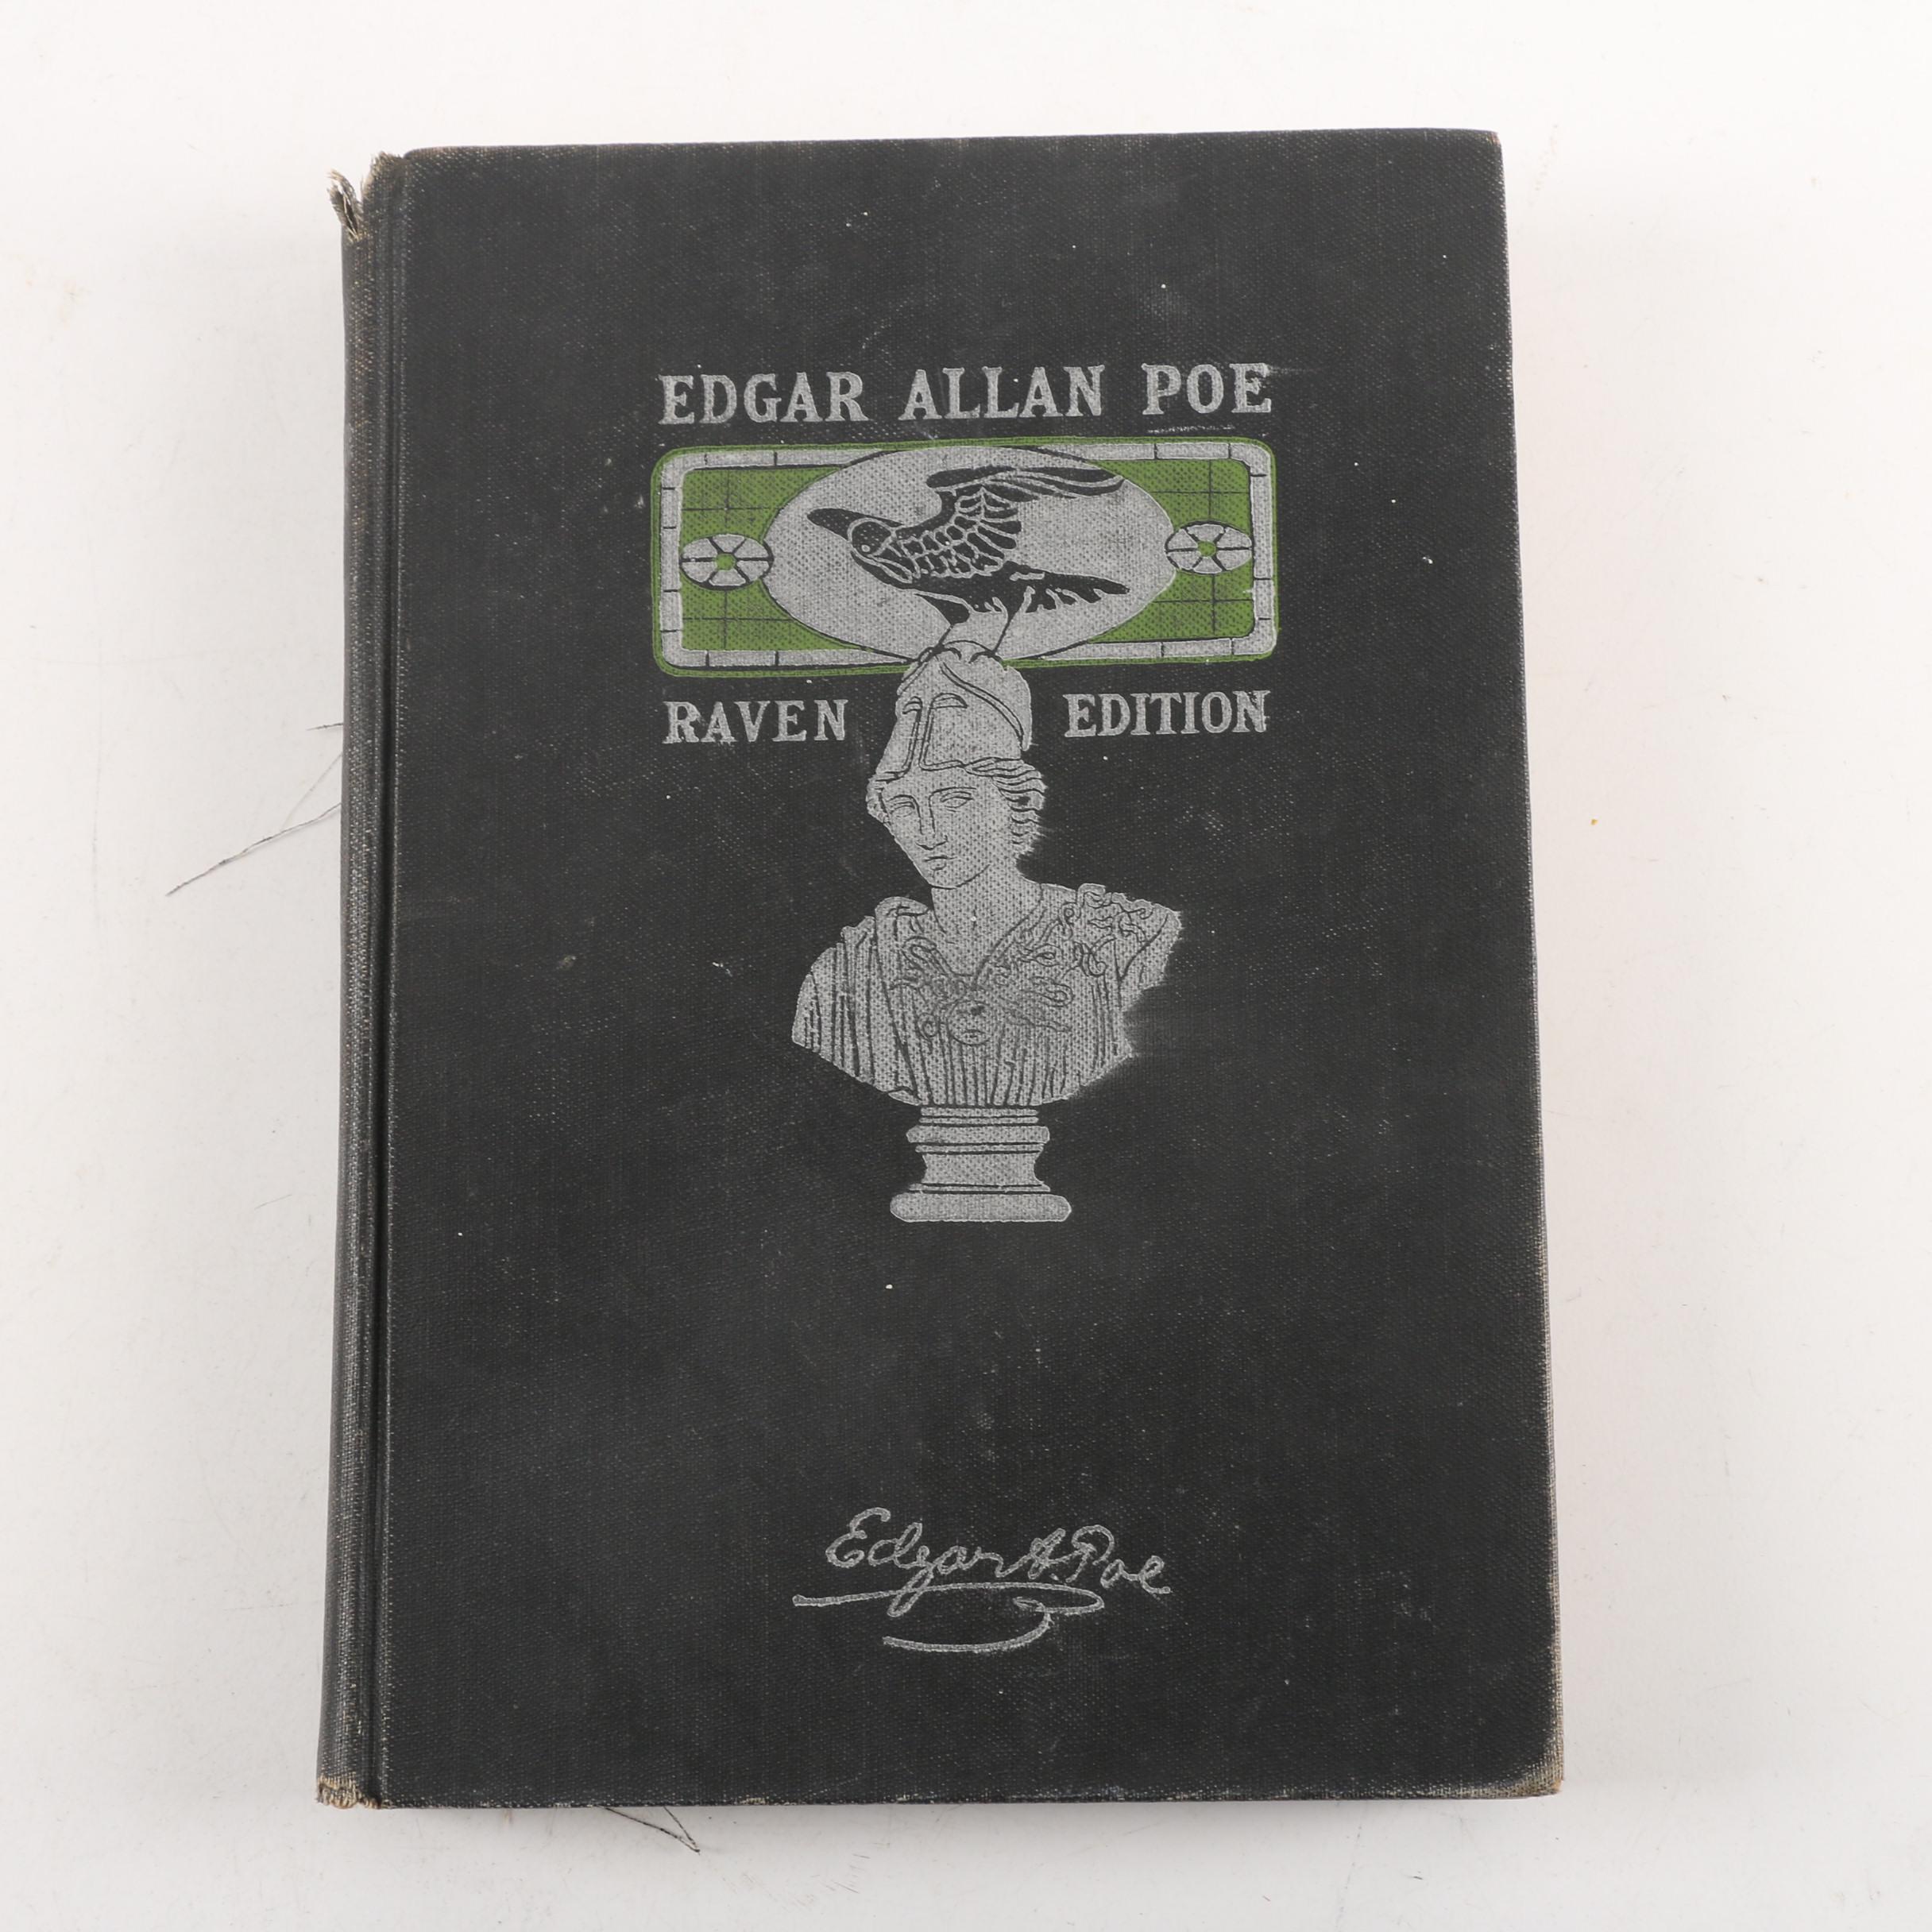 EDGAR ALLAN POE
RAVEN EDITION
Edgar A. Poe